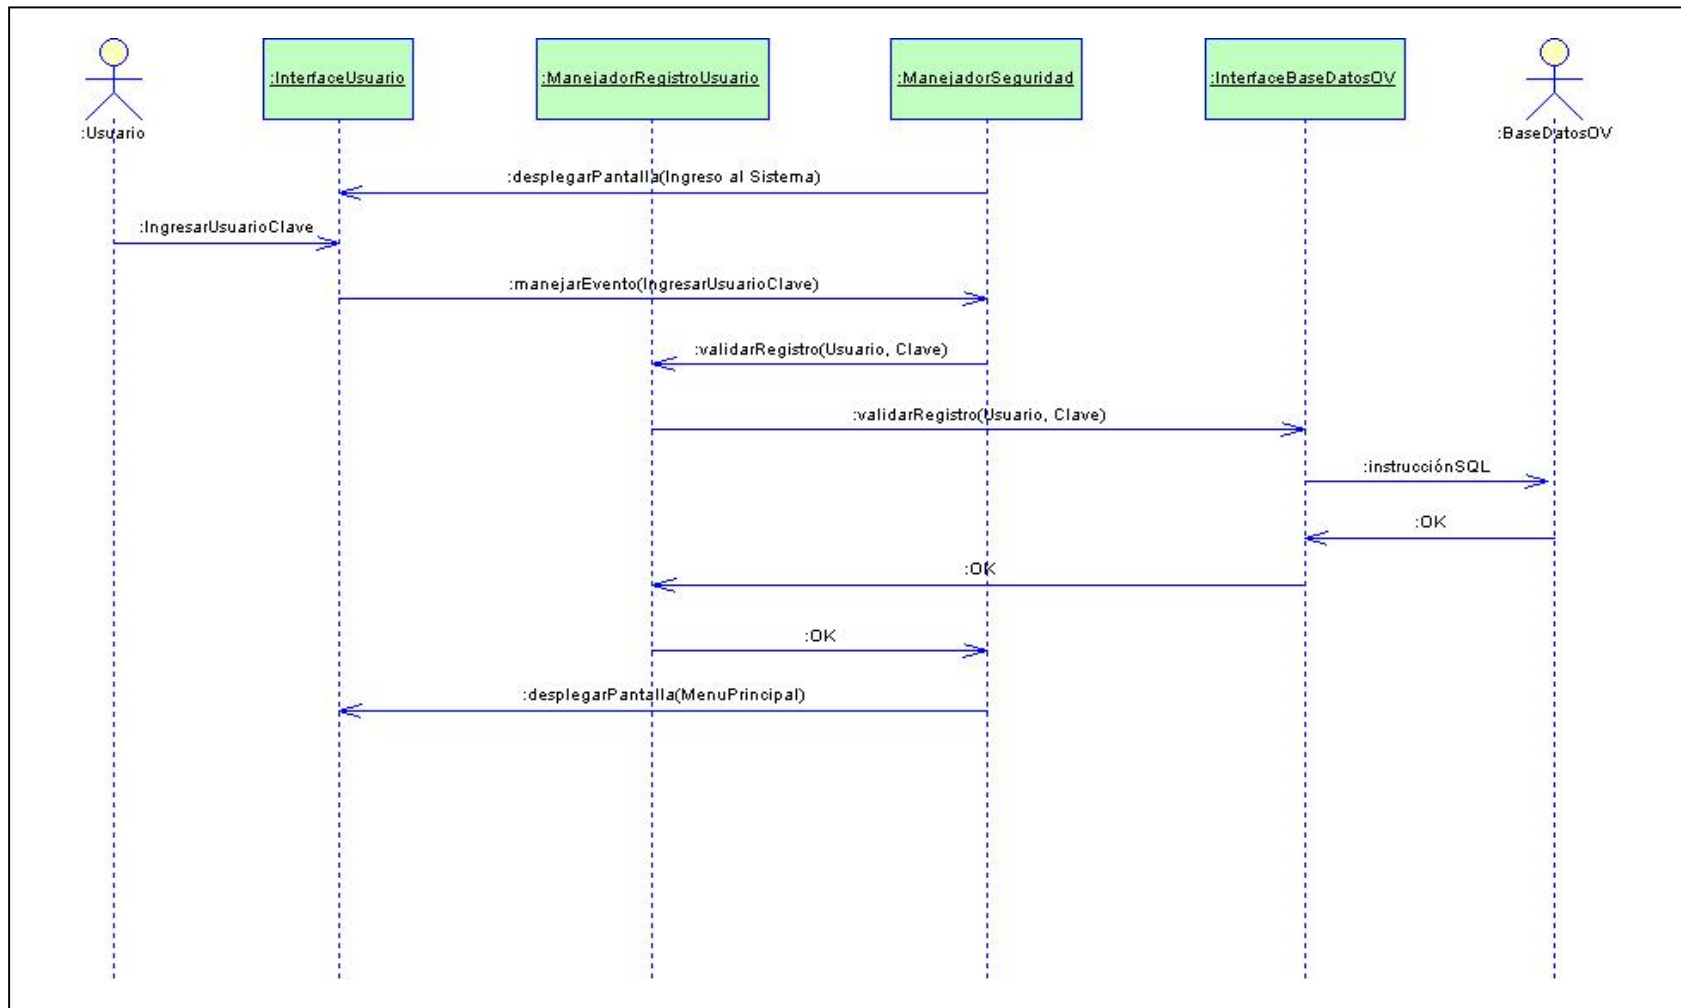 :InterfaceUsuario
:ManejadorRegistroUsuario
:ManejadorSeguridad
:InterfaceBaseDatosOV
:Usuario
:BaseDatosOV
:desplegarPantalla(Ingreso al Sistema)
:IngresarUsuarioClave
:manejarEvento(IngresarUsuarioClave)
:validarRegistro(Usuario, Clave)
:validarRegistro(Usuario, Clave)
:instrucciónSQL
:OK
:OK
:OK
:desplegarPantalla(MenuPrincipal)